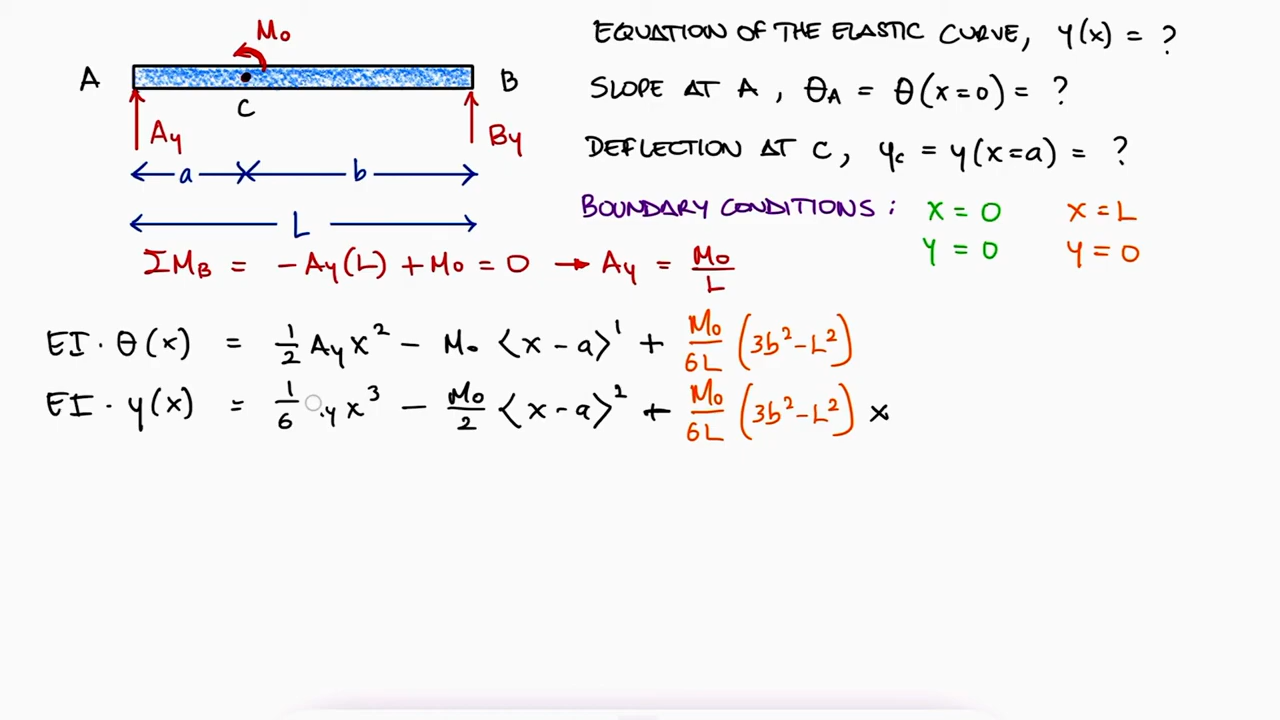 M₀
A
B
C
Ay
By
a
b
L
EQUATION OF THE ELASTIC CURVE, y(x) = ?
SLOPE AT A, θA = θ(x=0) = ?
DEFLECTION AT C, yc = y(x=a) = ?
BOUNDARY CONDITIONS: x = 0 x = L
y = 0 y = 0
ΣMB = -Ay(L) + M₀ = 0 → Ay = M₀/L
EI · θ(x) = 1/2 Ay x² - M₀ ⟨x - a⟩¹ + M₀/6L (3b² - L²)
EI · y(x) = 1/6 y x³ - M₀/2 ⟨x - a⟩² + M₀/6L (3b² - L²) x